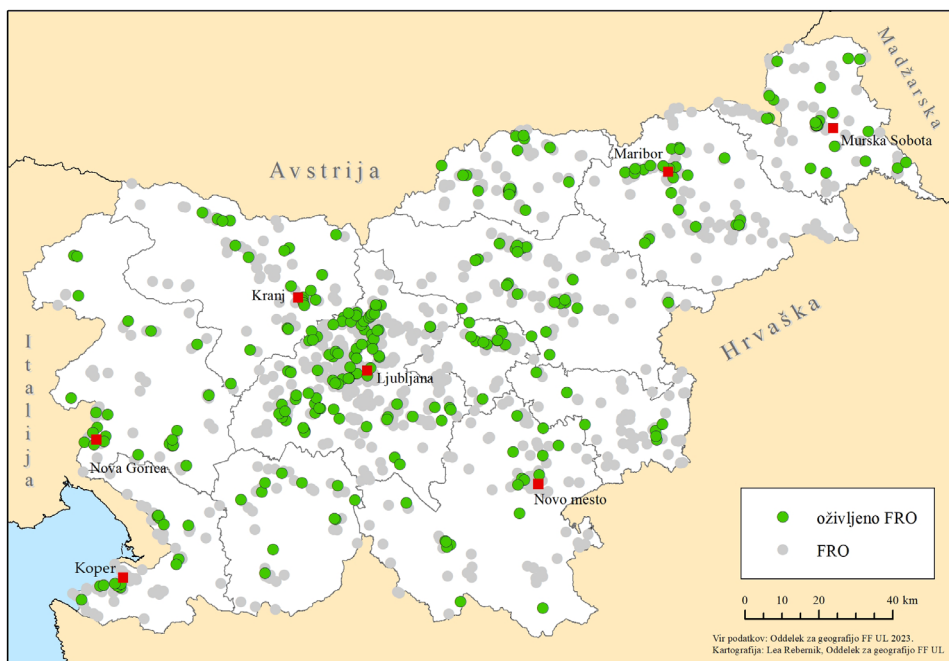 Madžarska
Murska Sobota
Maribor
Avstrija
Kranj
Hrvaška
Italija
Ljubljana
Nova Gorica
Novo mesto
Koper
oživljeno FRO
FRO
0 10 20 40 km
Vir podatkov: Oddelek za geografijo FF UL 2023.
Kartografija: Lea Rebernik, Oddelek za geografijo FF UL